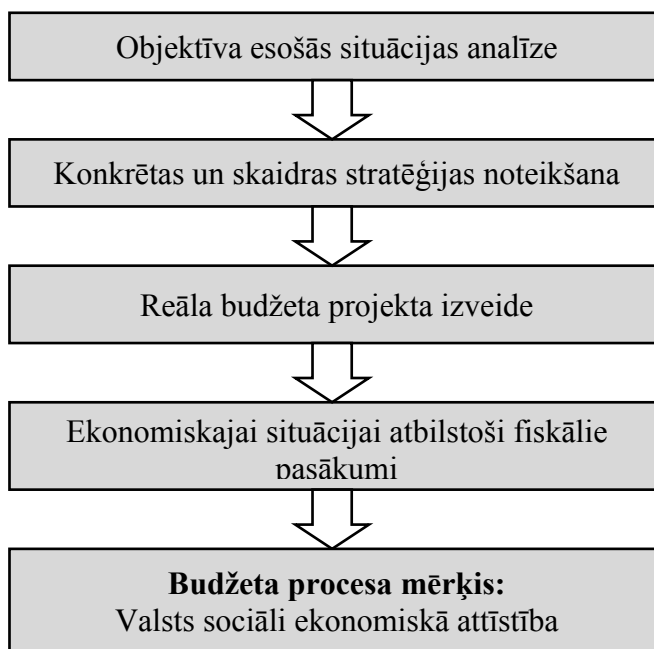 Objektīva esošās situācijas analīze
Konkrētas un skaidras stratēģijas noteikšana
Reāla budžeta projekta izveide
Ekonomiskajai situācijai atbilstoši fiskālie
pasākumi
Budžeta procesa mērķis:
Valsts sociāli ekonomiskā attīstība